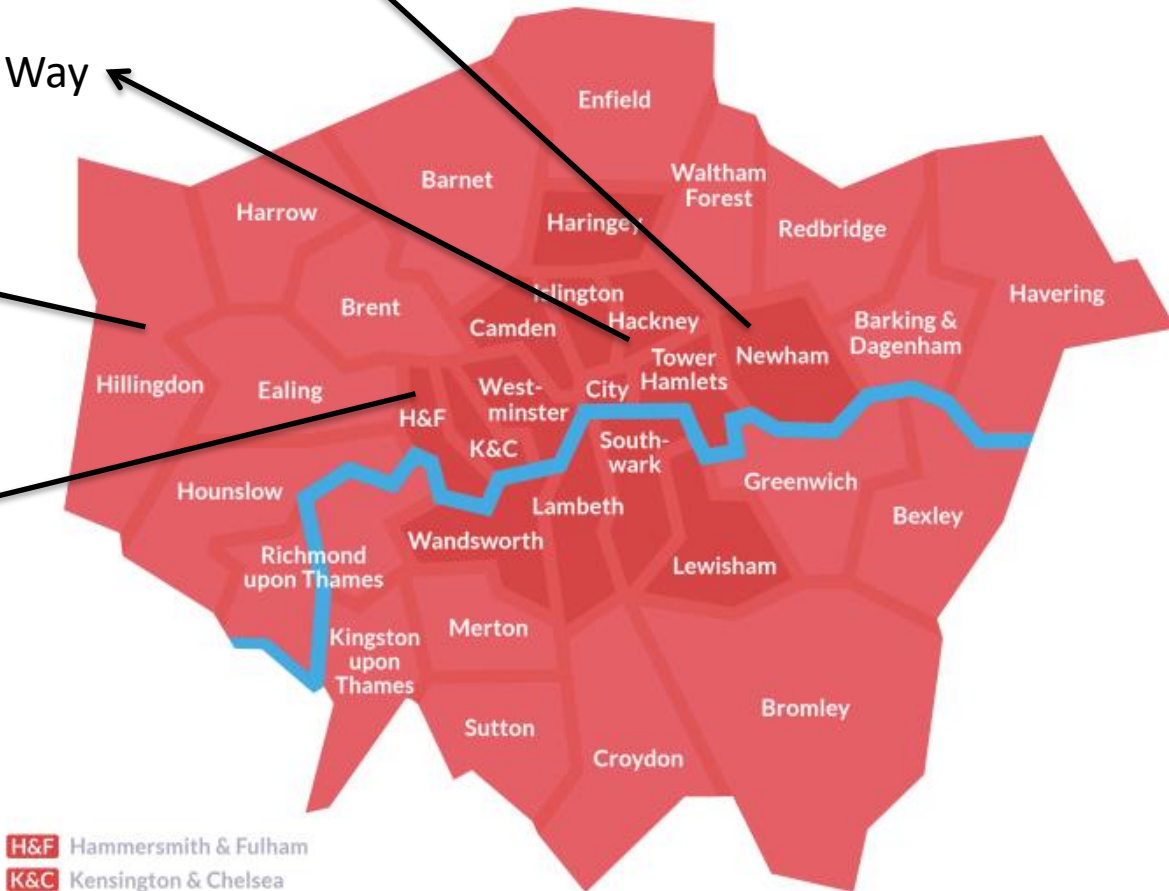 Way
Enfield
Barnet
Waltham
Forest
Harrow
Haringey
Redbridge
Brent
Islington
Camden
Hackney
Havering
Barking &
Dagenham
Hillingdon
Ealing
West-
minster
City
Tower
Hamlets
Newham
H&F
K&C
South-
wark
Hounslow
Greenwich
Lambeth
Bexley
Wandsworth
Richmond
upon Thames
Lewisham
Merton
Kingston
upon
Thames
Bromley
Sutton
Croydon
H&F Hammersmith & Fulham
K&C Kensington & Chelsea